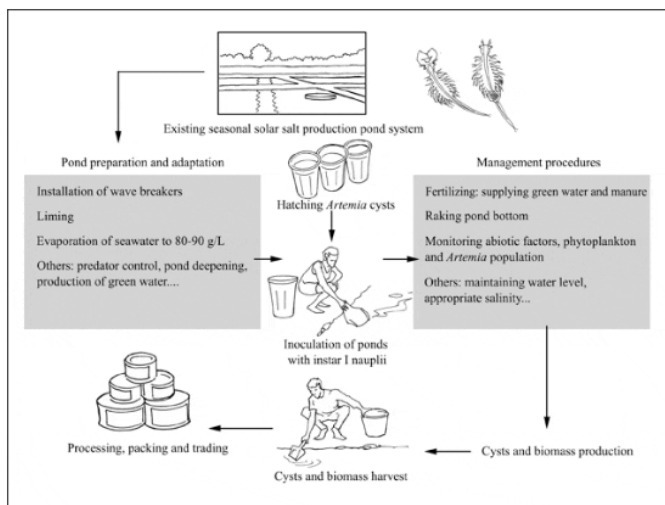 Existing seasonal solar salt production pond system
Pond preparation and adaptation
Installation of wave breakers
Liming
Evaporation of seawater to 80-90 g/L
Others: predator control, pond deepening,
production of green water....
Hatching Artemia cysts
Inoculation of ponds
with instar I nauplii
Management procedures
Fertilizing: supplying green water and manure
Raking pond bottom
Monitoring abiotic factors, phytoplankton
and Artemia population
Others: maintaining water level,
appropriate salinity...
Cysts and biomass production
Cysts and biomass harvest
Processing, packing and trading